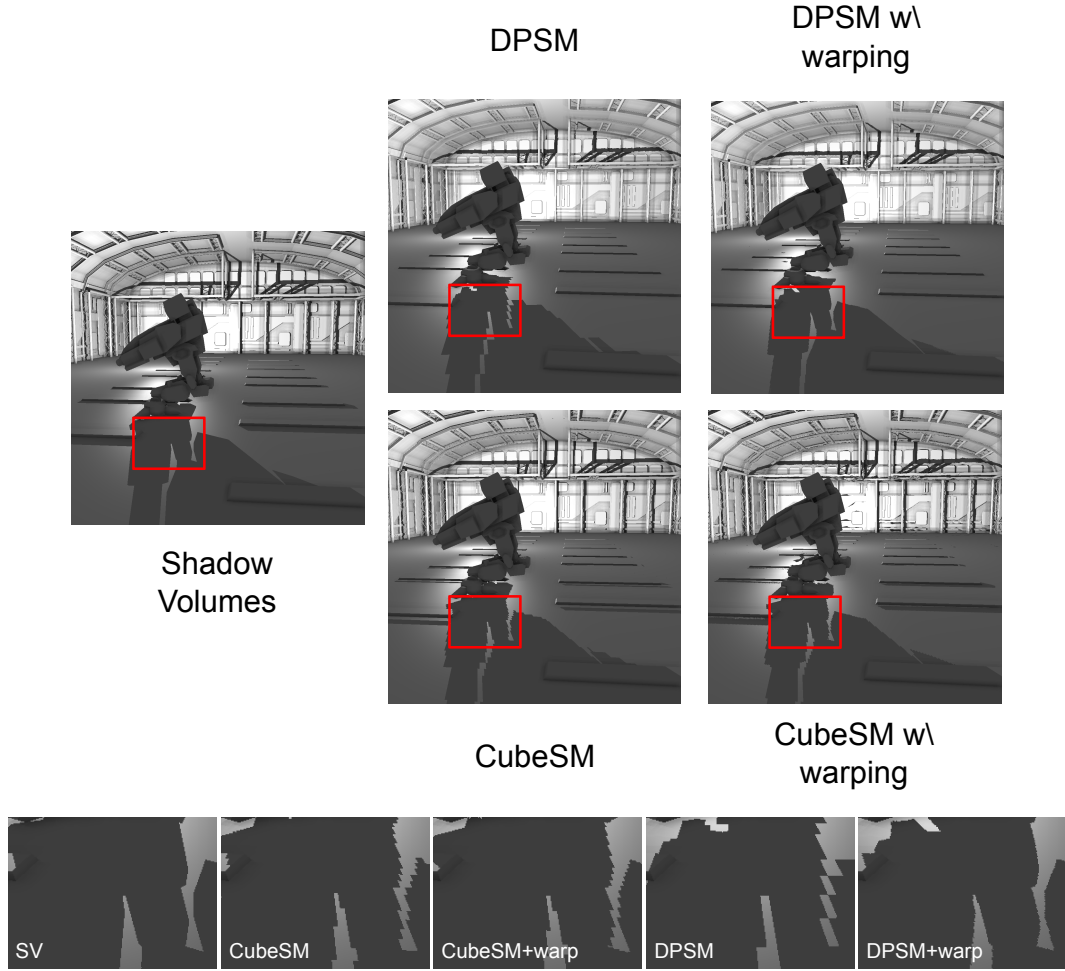 DPSM
DPSM w\
warping
Shadow
Volumes
CubeSM
CubeSM w\
warping
SV
CubeSM
CubeSM+warp
DPSM
DPSM+warp